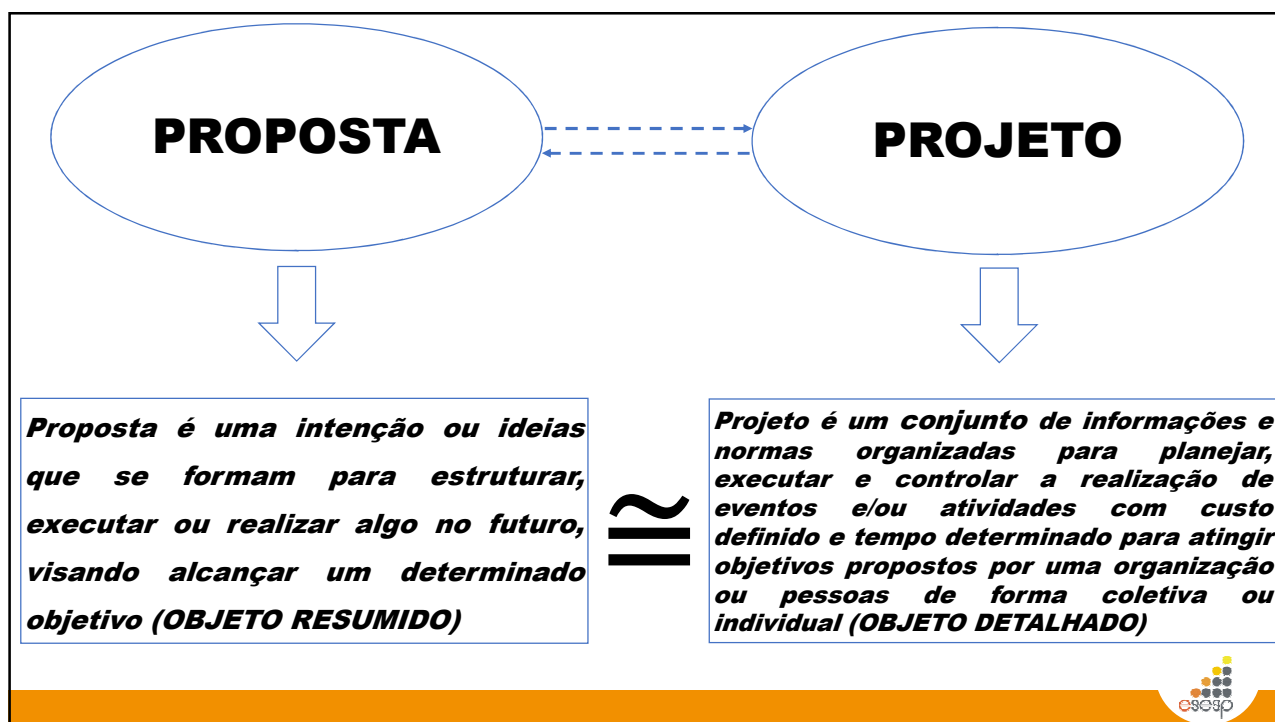 PROPOSTA
PROJETO
Proposta é uma intenção ou ideias
que se formam para estruturar,
executar ou realizar algo no futuro,
visando alcançar um determinado
objetivo (OBJETO RESUMIDO)
≅
Projeto é um conjunto de informações e
normas organizadas para planejar,
executar e controlar a realização de
eventos e/ou atividades com custo
definido e tempo determinado para atingir
objetivos propostos por uma organização
ou pessoas de forma coletiva ou
individual (OBJETO DETALHADO)
esesp